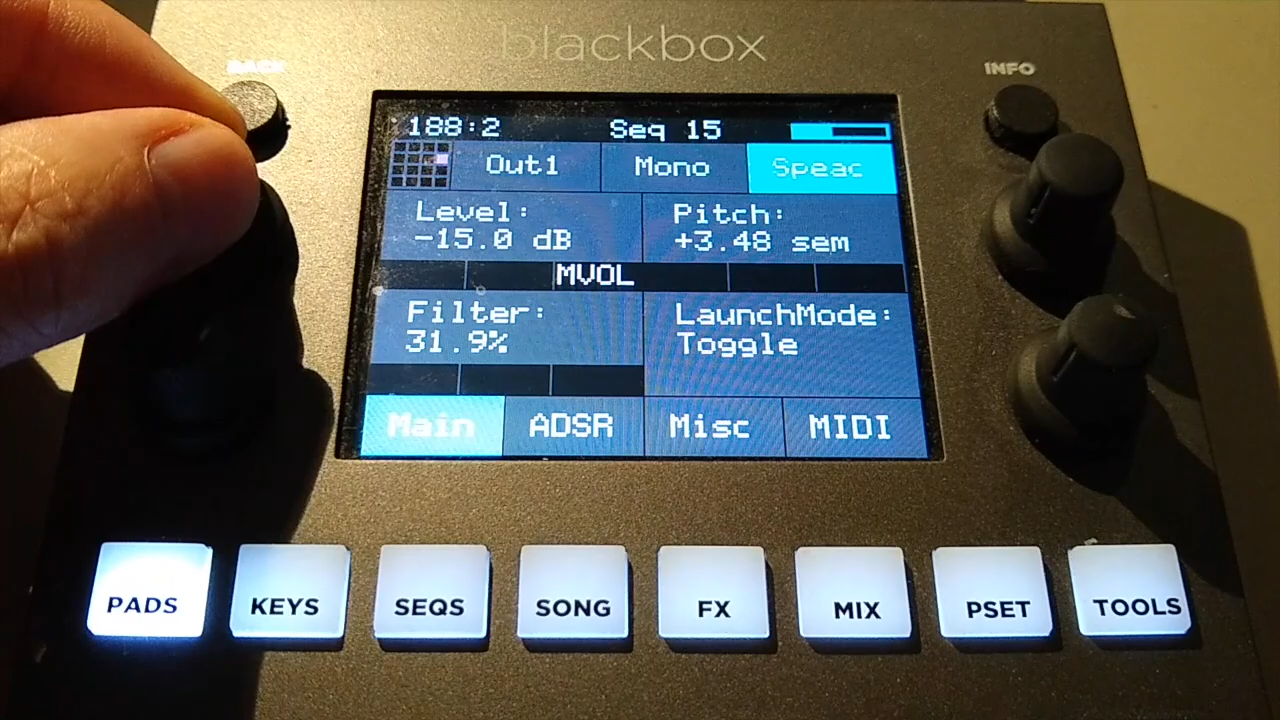 blackbox
BACK
INFO
188:2 Seq 15
Out1 Mono Speac
Level: Pitch:
-15.0 dB +3.48 sem
MVOL
Filter: LaunchMode:
31.9% Toggle
Main ADSR Misc MIDI
PADS KEYS SEQS SONG FX MIX PSET TOOLS